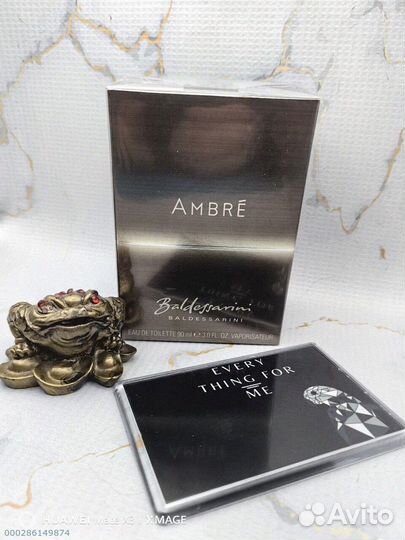 AMBRÉ
Baldessarini
BALDESSARINI
EAU DE TOILETTE 90 ml e 3.0 FL. OZ. VAPORISATEUR
EVERY
THING FOR
ME
000286149874
XMAGE
Avito